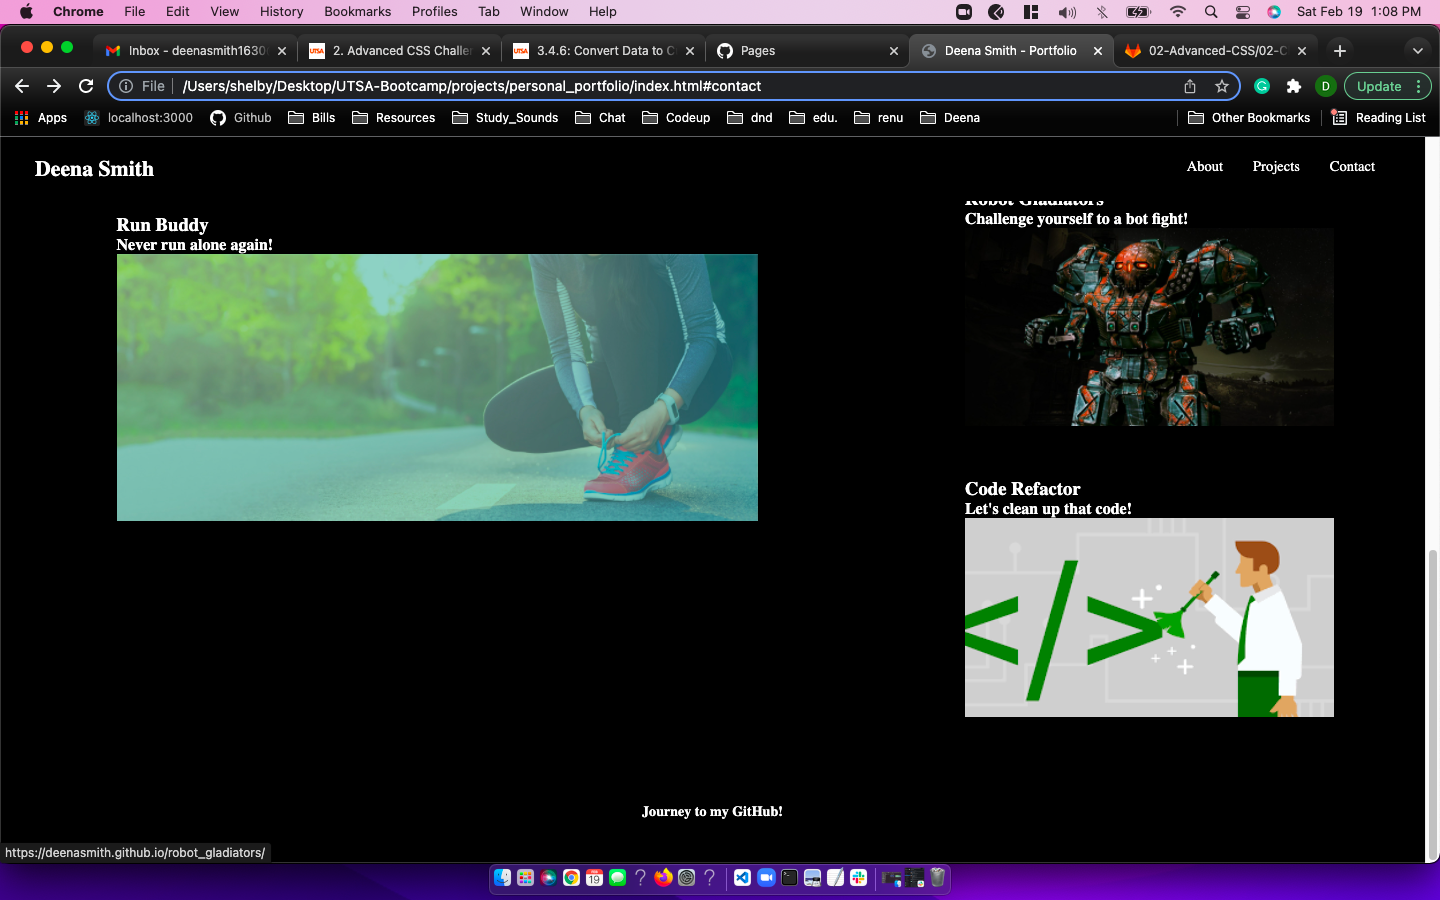 Chrome File Edit View History Bookmarks Profiles Tab Window Help Sat Feb 19 1:08 PM
Inbox - deenasmith1630 2. Advanced CSS Challen 3.4.6: Convert Data to C Pages Deena Smith - Portfolio 02-Advanced-CSS/02-C
File /Users/shelby/Desktop/UTSA-Bootcamp/projects/personal_portfolio/index.html#contact D Update
Apps localhost:3000 Github Bills Resources Study_Sounds Chat Codeup dnd edu. renu Deena Other Bookmarks Reading List
Deena Smith About Projects Contact
Run Buddy
Never run alone again!
Robot Gladiators
Challenge yourself to a bot fight!
Code Refactor
Let's clean up that code!
</>
Journey to my GitHub!
https://deenasmith.github.io/robot_gladiators/